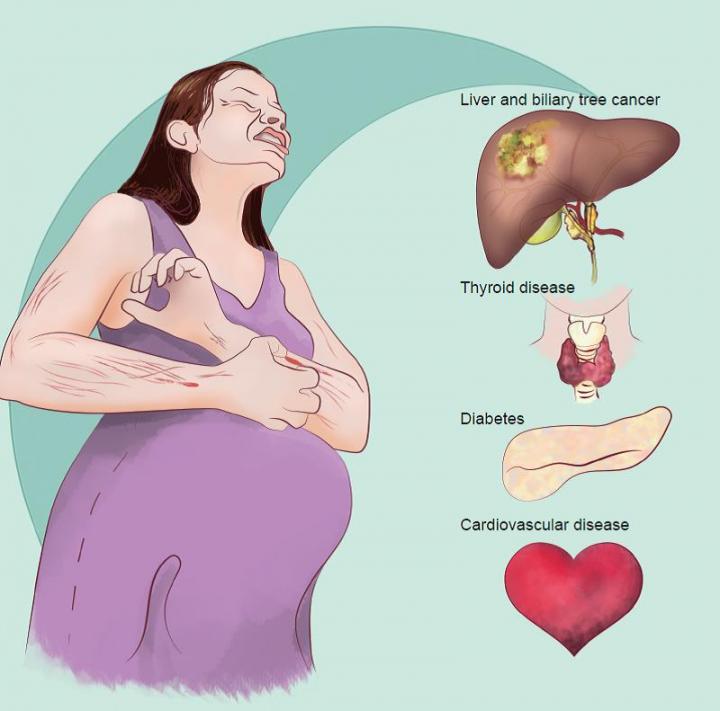 Liver and biliary tree cancer
Thyroid disease
Diabetes
Cardiovascular disease